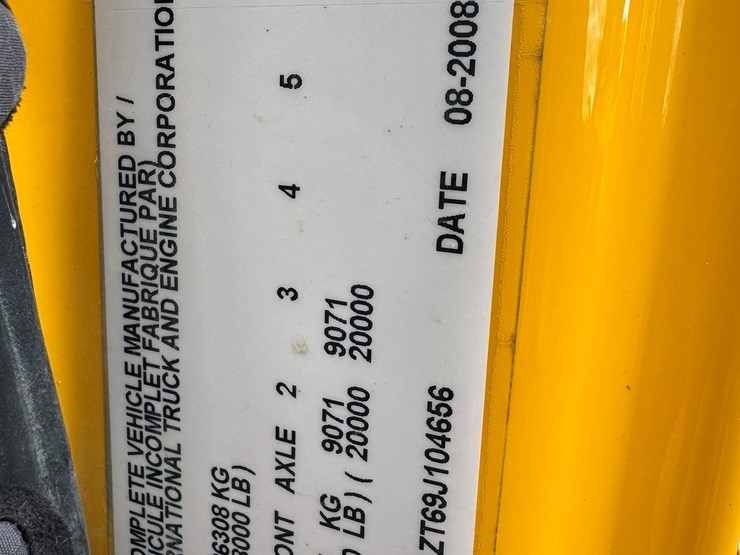 OMPLETE VEHICLE MANUFACTURED BY /
ICULE INCOMPLET FABRIQUE PAR)
RNATIONAL TRUCK AND ENGINE CORPORATIO
6308 KG
8000 LB)
ONT AXLE 2 3 4 5
KG 9071 9071
LB) ( 20000 20000
ZT69J104656 DATE 08-2008